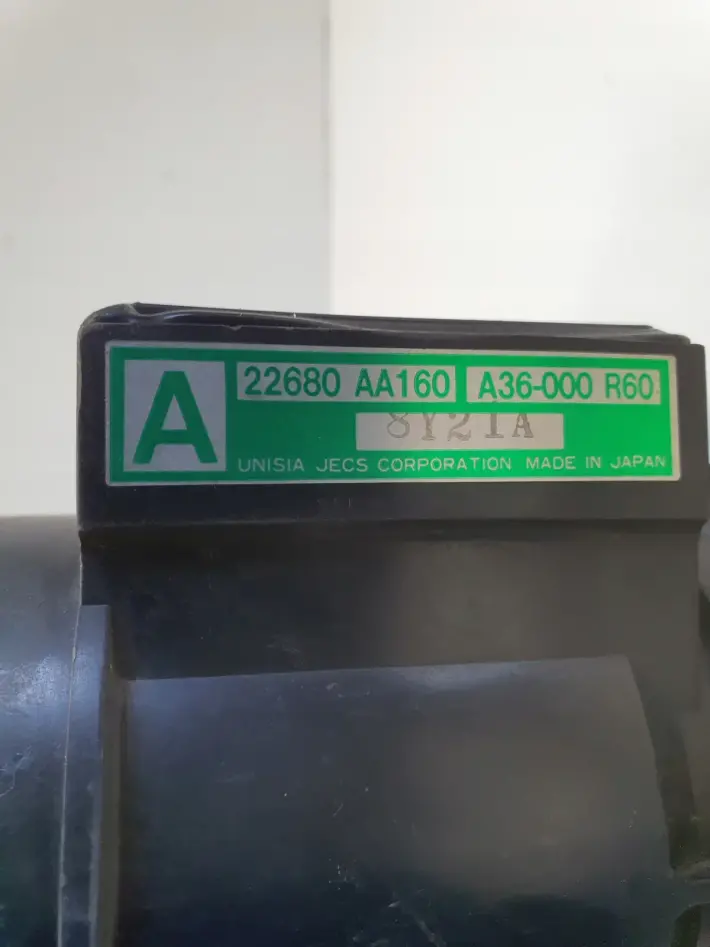 A
22680 AA160 A36-000 R60
8Y21A
UNISIA JECS CORPORATION MADE IN JAPAN